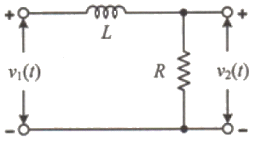 + +
L
v₁(t) R v₂(t)
− −